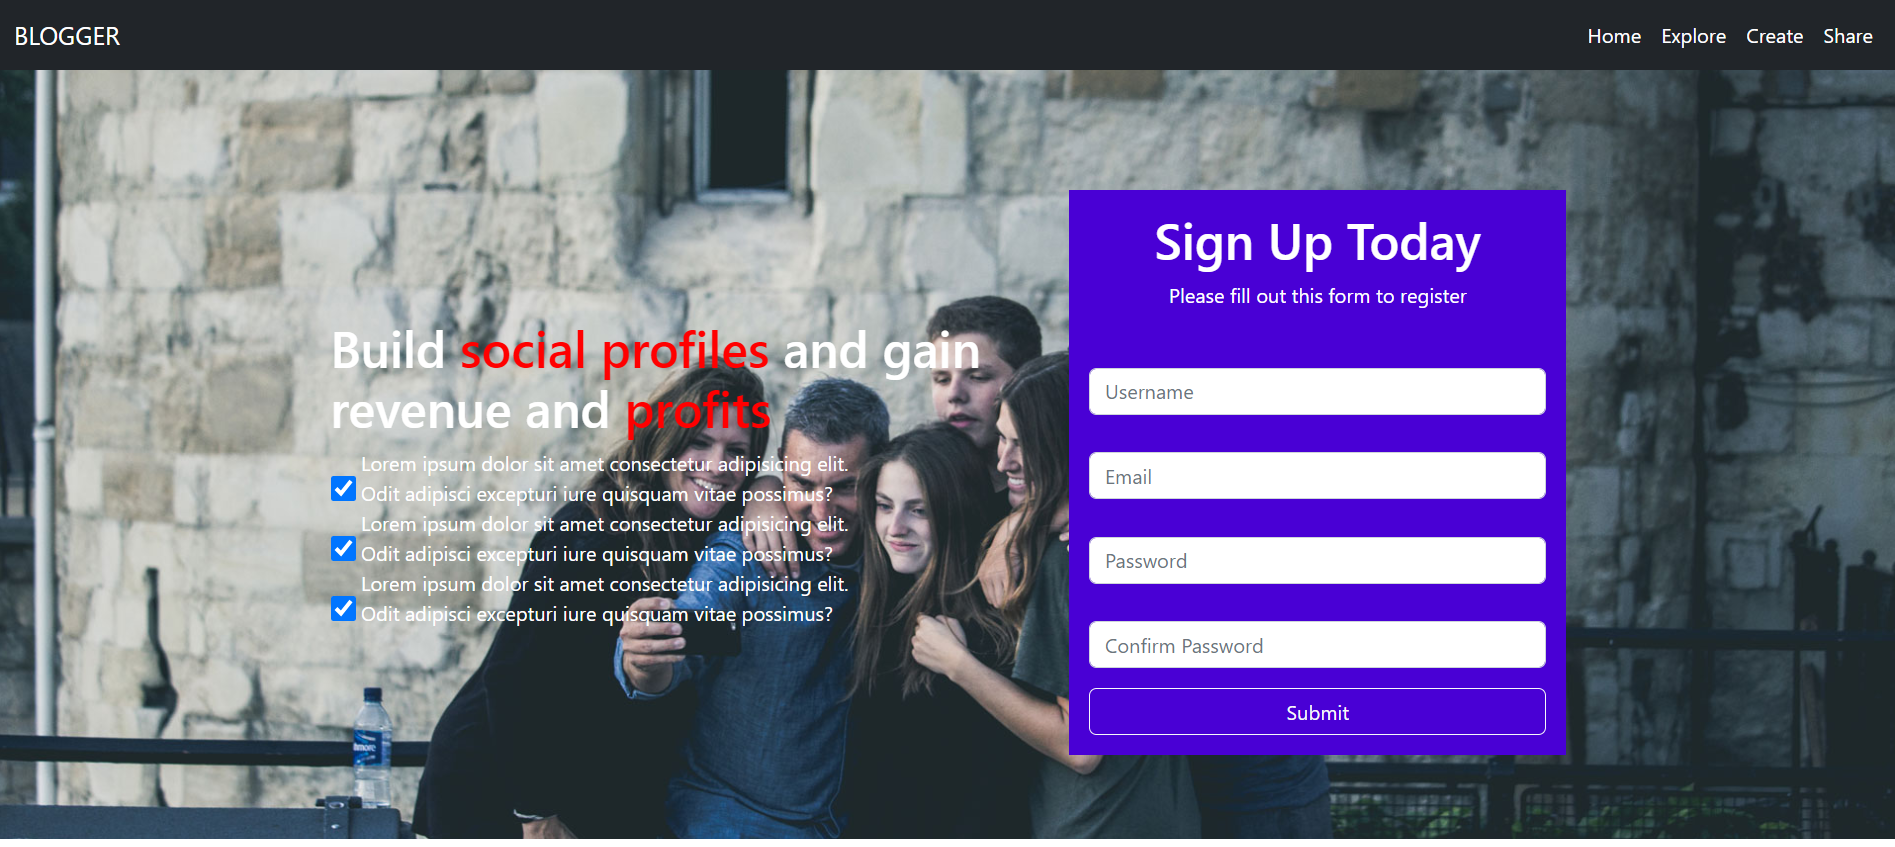 BLOGGER
Home Explore Create Share
Build social profiles and gain
revenue and profits
Lorem ipsum dolor sit amet consectetur adipisicing elit.
Odit adipisci excepturi iure quisquam vitae possimus?
Lorem ipsum dolor sit amet consectetur adipisicing elit.
Odit adipisci excepturi iure quisquam vitae possimus?
Lorem ipsum dolor sit amet consectetur adipisicing elit.
Odit adipisci excepturi iure quisquam vitae possimus?
Sign Up Today
Please fill out this form to register
Username
Email
Password
Confirm Password
Submit